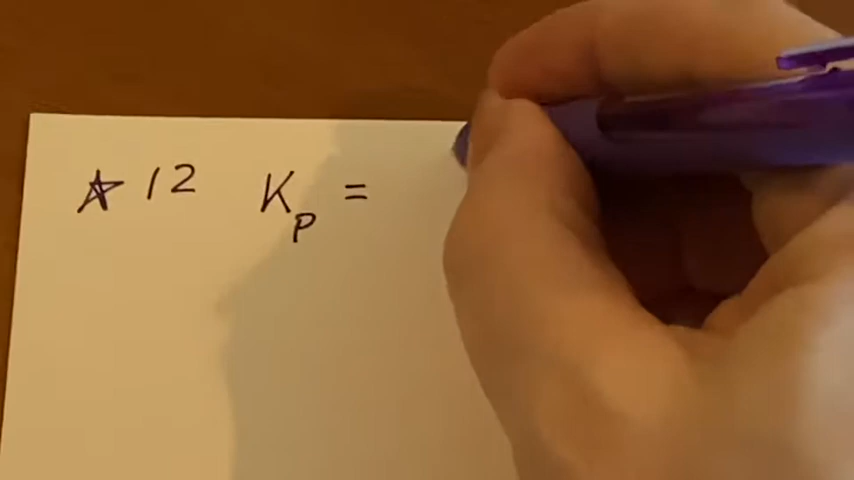 ☆ 12 Kp =